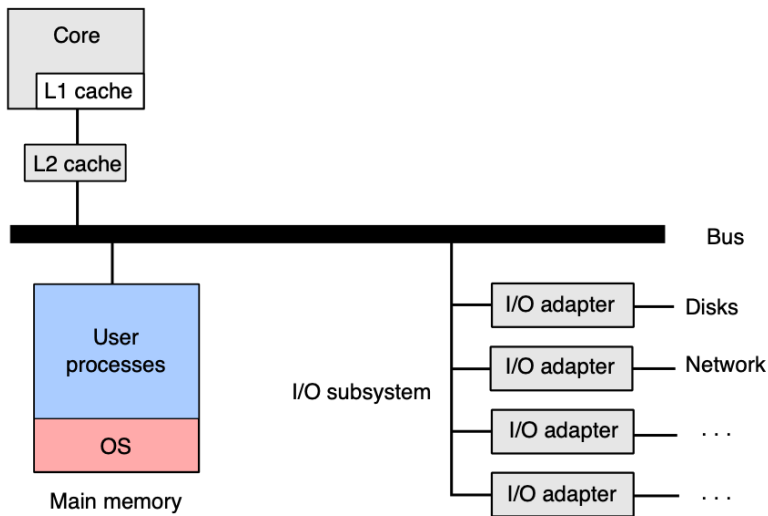 Core
L1 cache
L2 cache
Bus
User
processes
OS
Main memory
I/O subsystem
I/O adapter
Disks
I/O adapter
Network
I/O adapter
. . .
I/O adapter
. . .